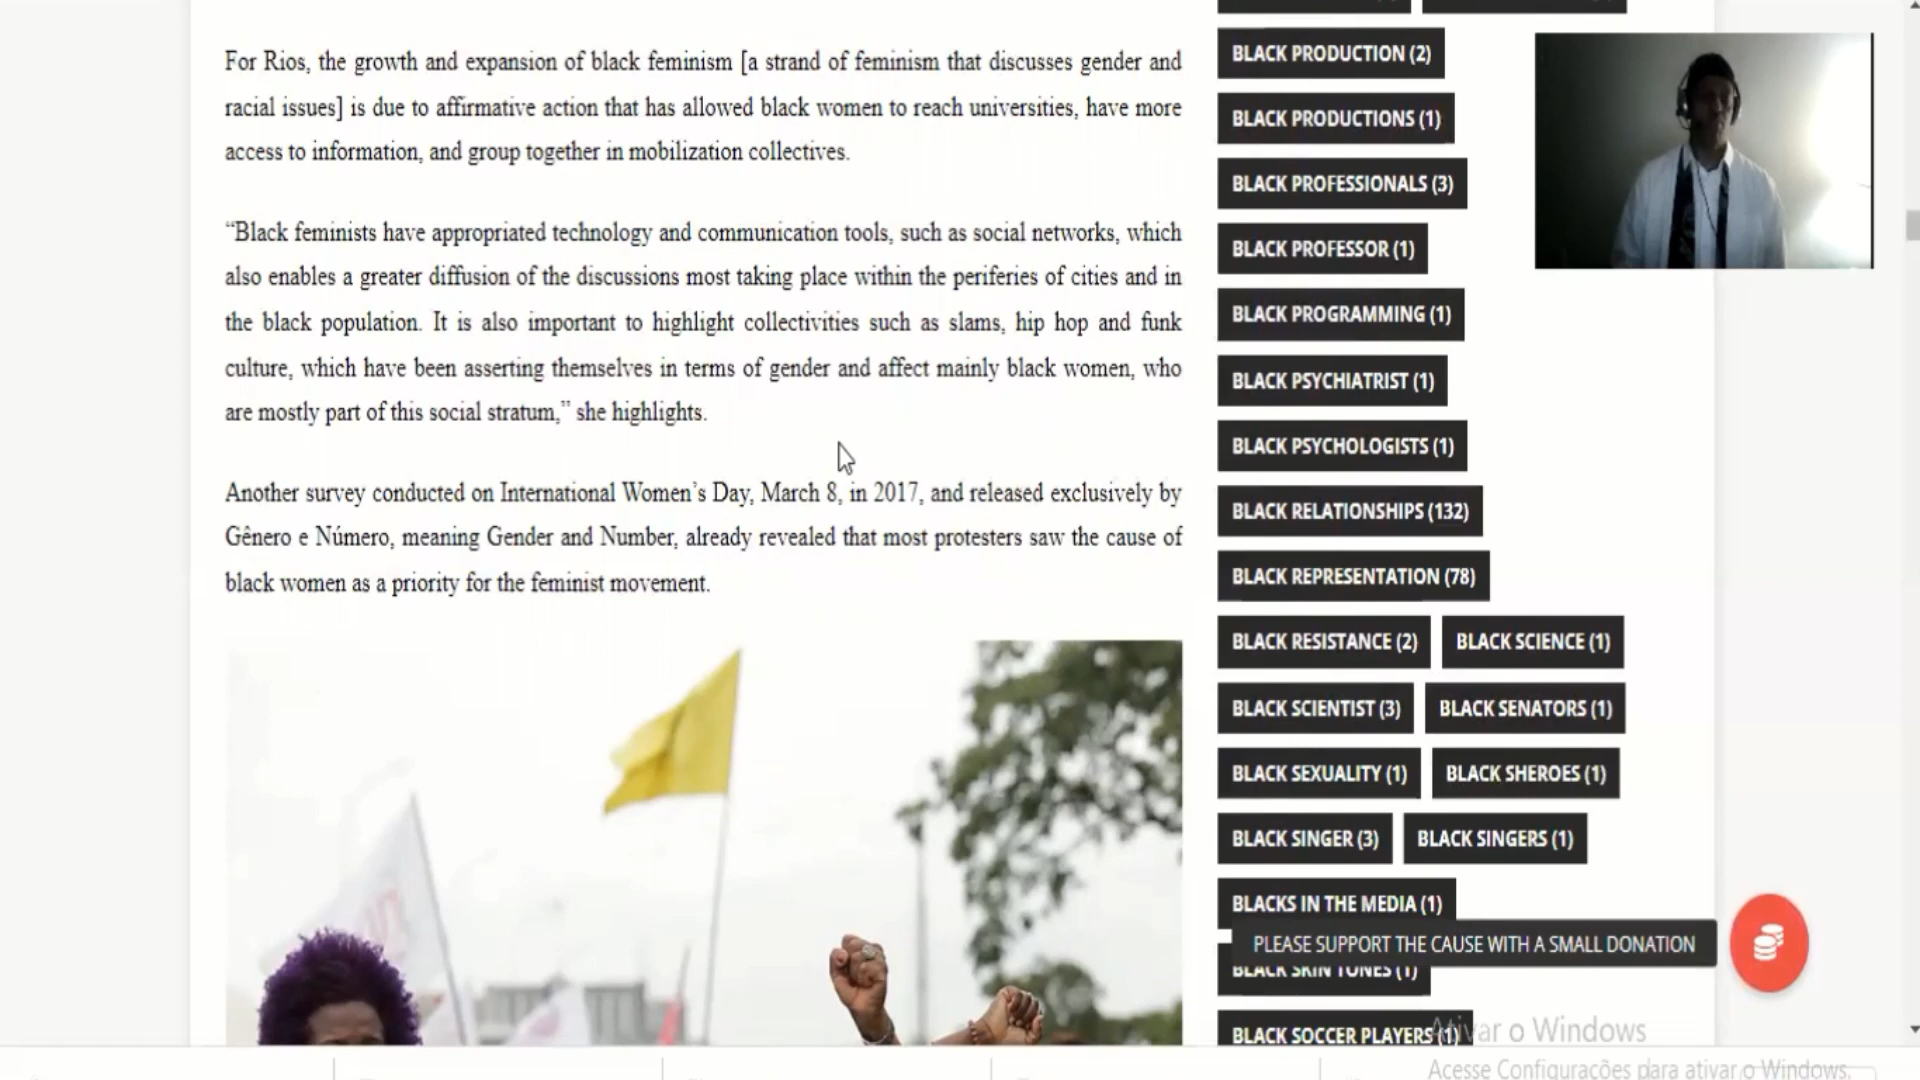 For Rios, the growth and expansion of black feminism [a strand of feminism that discusses gender and
racial issues] is due to affirmative action that has allowed black women to reach universities, have more
access to information, and group together in mobilization collectives.
“Black feminists have appropriated technology and communication tools, such as social networks, which
also enables a greater diffusion of the discussions most taking place within the periferies of cities and in
the black population. It is also important to highlight collectivities such as slams, hip hop and funk
culture, which have been asserting themselves in terms of gender and affect mainly black women, who
are mostly part of this social stratum,” she highlights.
Another survey conducted on International Women’s Day, March 8, in 2017, and released exclusively by
Gênero e Número, meaning Gender and Number, already revealed that most protesters saw the cause of
black women as a priority for the feminist movement.
BLACK PRODUCTION (2)
BLACK PRODUCTIONS (1)
BLACK PROFESSIONALS (3)
BLACK PROFESSOR (1)
BLACK PROGRAMMING (1)
BLACK PSYCHIATRIST (1)
BLACK PSYCHOLOGISTS (1)
BLACK RELATIONSHIPS (132)
BLACK REPRESENTATION (78)
BLACK RESISTANCE (2) BLACK SCIENCE (1)
BLACK SCIENTIST (3) BLACK SENATORS (1)
BLACK SEXUALITY (1) BLACK SHEROES (1)
BLACK SINGER (3) BLACK SINGERS (1)
BLACKS IN THE MEDIA (1)
PLEASE SUPPORT THE CAUSE WITH A SMALL DONATION
BLACK SKIN TONES (1)
BLACK SOCCER PLAYERS (1)
Ativar o Windows
Acesse Configurações para ativar o Windows.